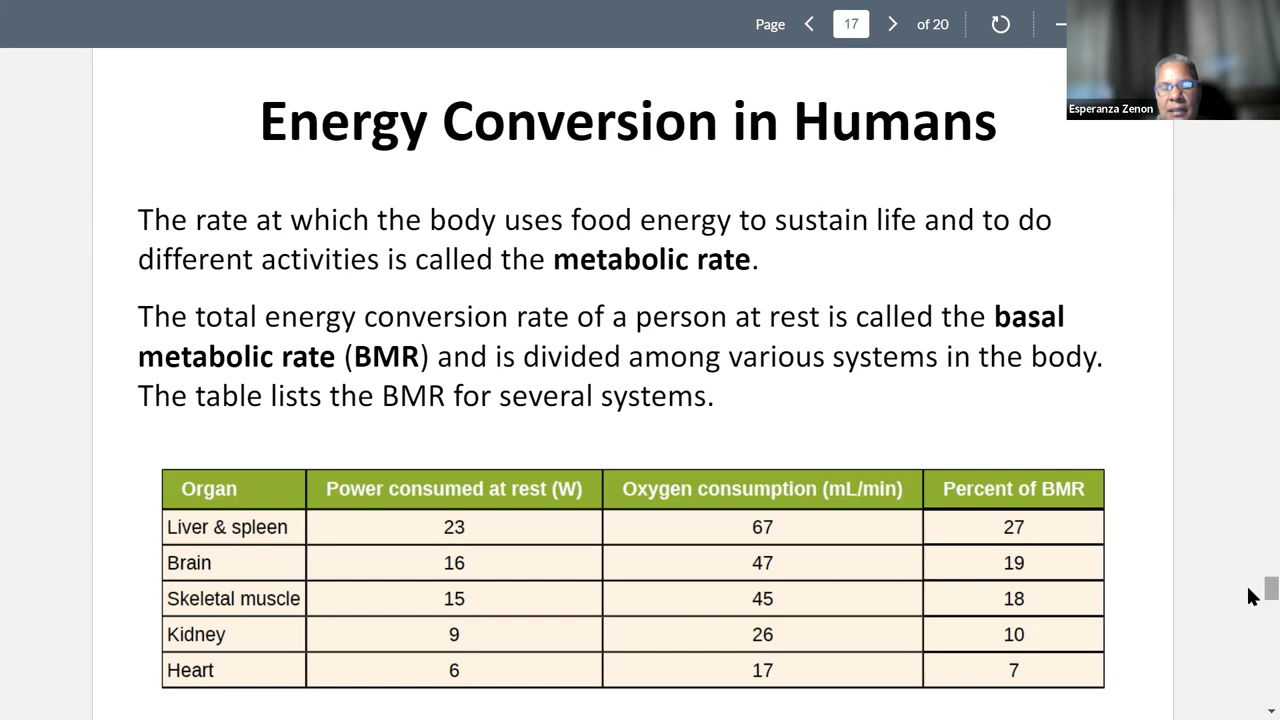 Page 17 of 20
Esperanza Zenon
Energy Conversion in Humans
The rate at which the body uses food energy to sustain life and to do
different activities is called the metabolic rate.
The total energy conversion rate of a person at rest is called the basal
metabolic rate (BMR) and is divided among various systems in the body.
The table lists the BMR for several systems.
Organ Power consumed at rest (W) Oxygen consumption (mL/min) Percent of BMR
Liver & spleen 23 67 27
Brain 16 47 19
Skeletal muscle 15 45 18
Kidney 9 26 10
Heart 6 17 7